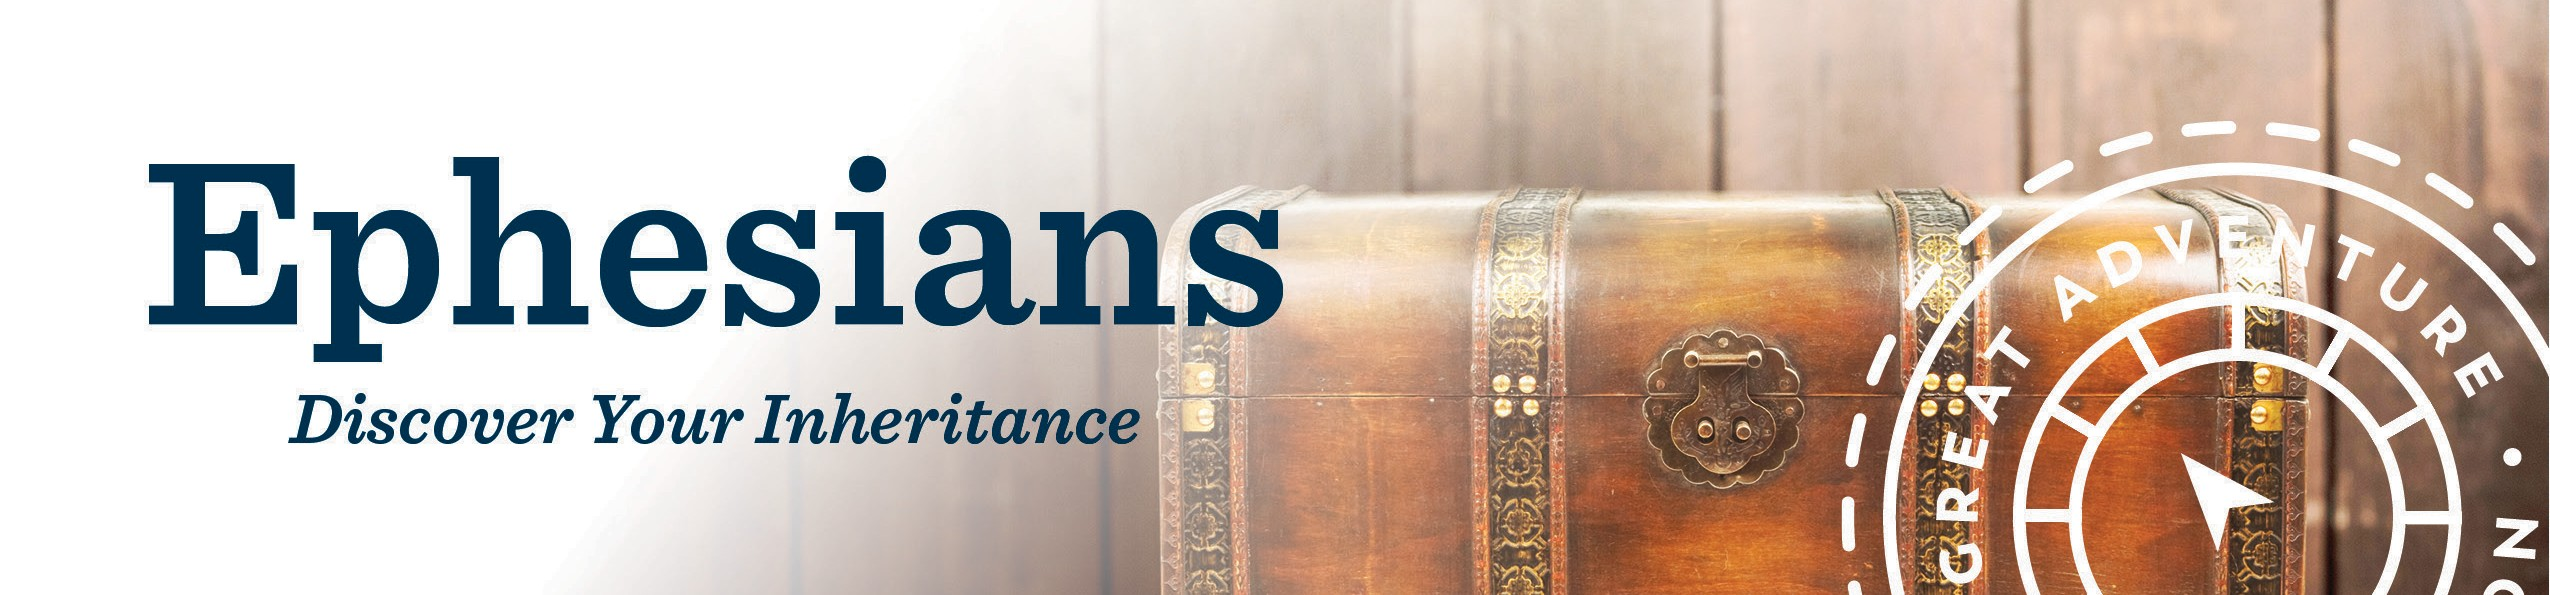 Ephesians
Discover Your Inheritance
GREAT ADVENTURE •